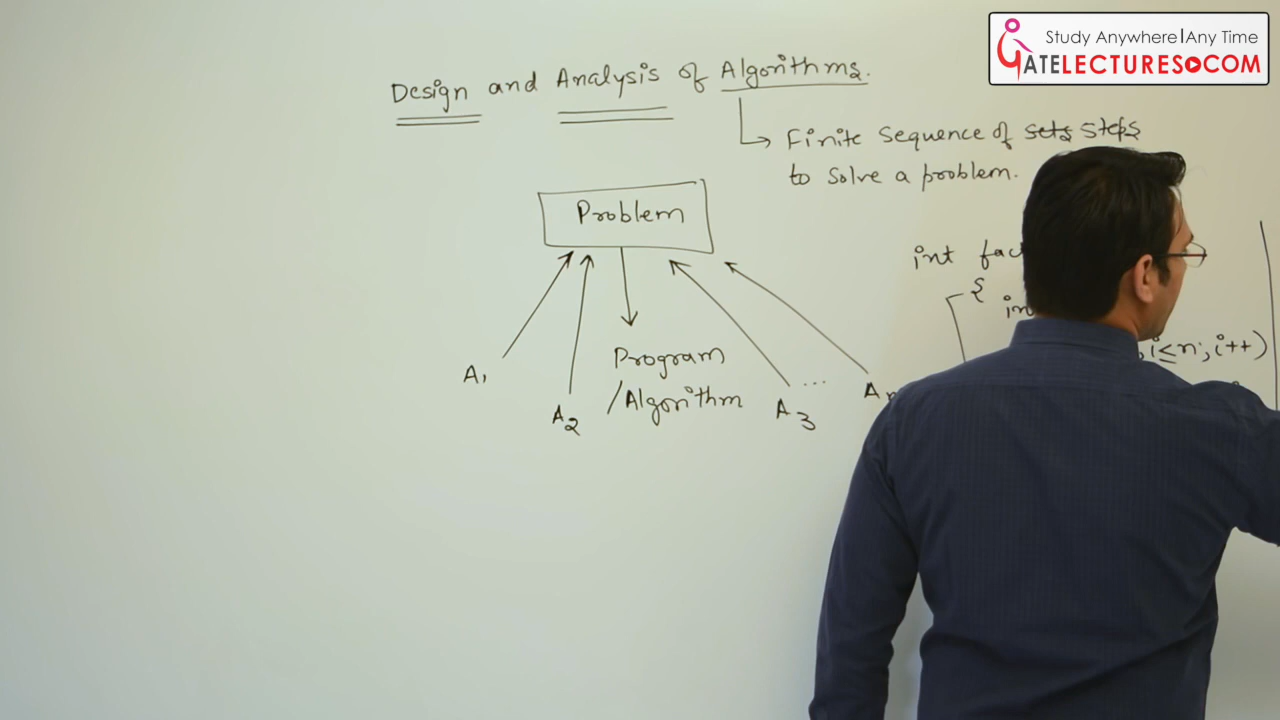 Study Anywhere|Any Time
GATELECTURES.COM
Design and Analysis of Algorithms.
Finite Sequence of sets steps
to solve a problem.
Problem
int
{
i≤n; i++)
Program
/Algorithm
A1
A2
A3
...